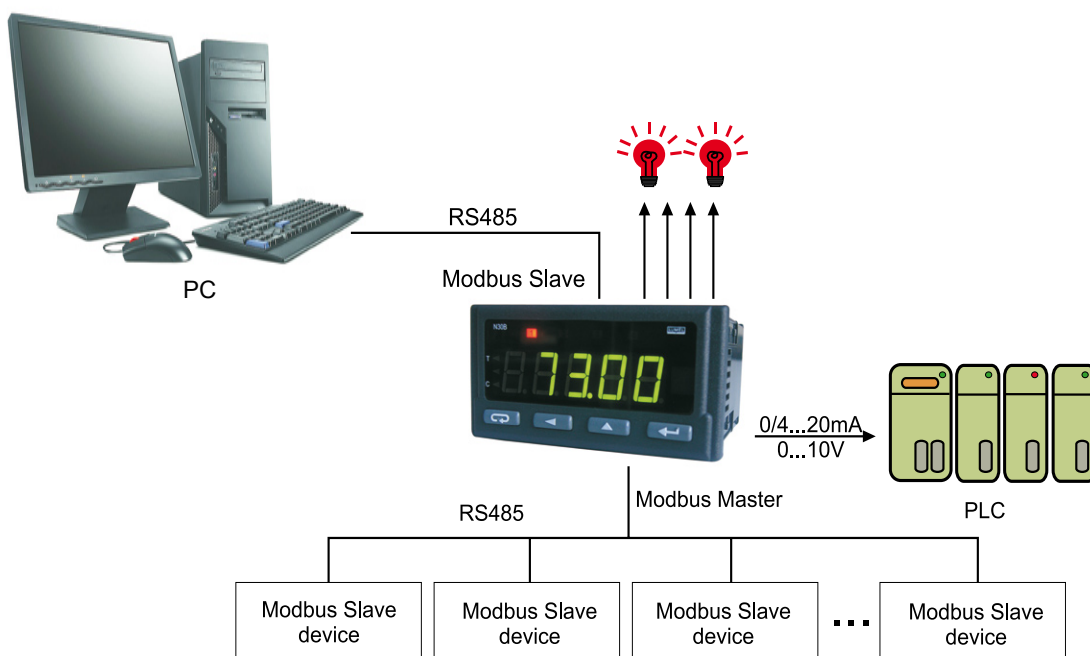 RS485
PC
Modbus Slave
N30B
1
T
C
73.00
0/4...20mA
0...10V
PLC
Modbus Master
RS485
Modbus Slave
device
Modbus Slave
device
Modbus Slave
device
...
Modbus Slave
device